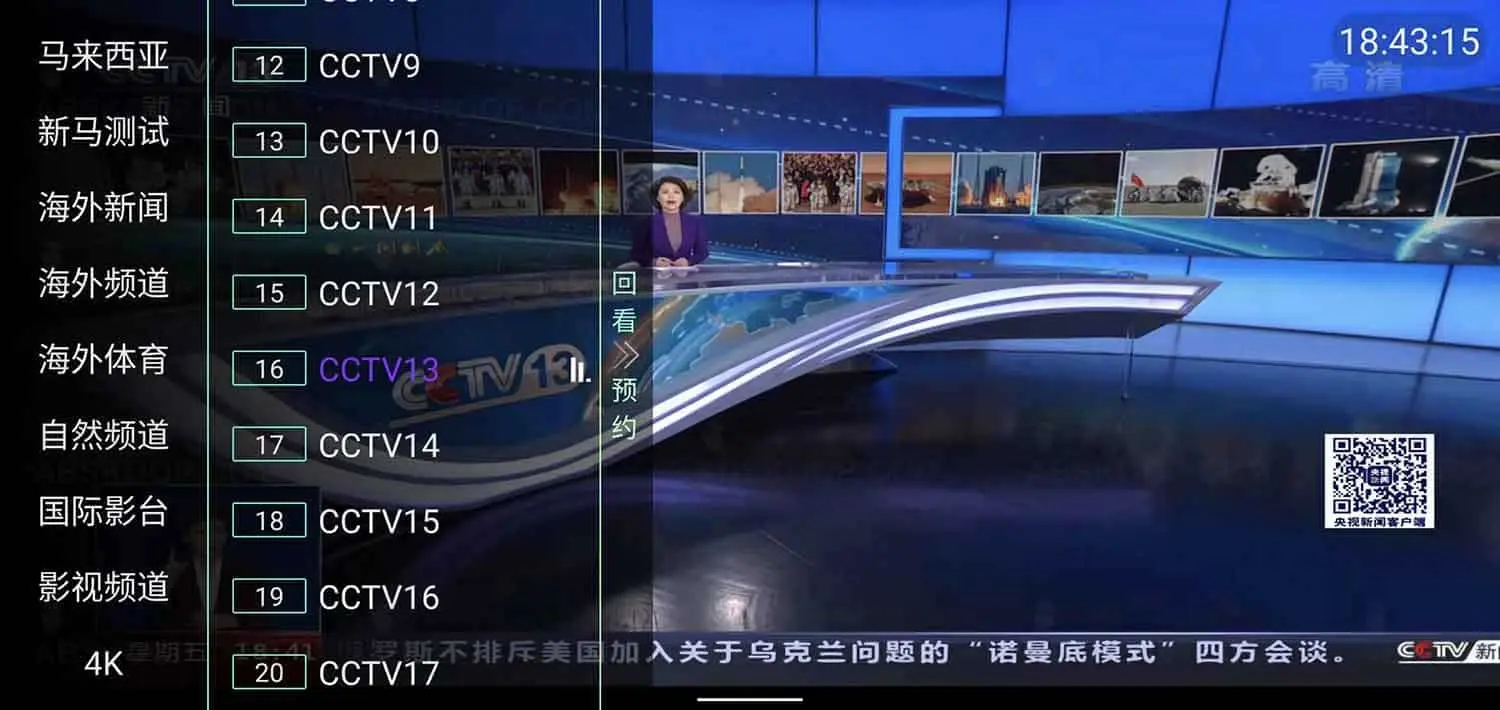 马来西亚
新马测试
海外新闻
海外频道
海外体育
自然频道
国际影台
影视频道
4K
12 CCTV9
13 CCTV10
14 CCTV11
15 CCTV12
16 CCTV13
17 CCTV14
18 CCTV15
19 CCTV16
20 CCTV17
回看
预约
18:43:15
高清
CCTV 13
央视新闻客户端
星期五 18:41
俄罗斯不排斥美国加入关于乌克兰问题的“诺曼底模式”四方会谈。
CCTV 新闻